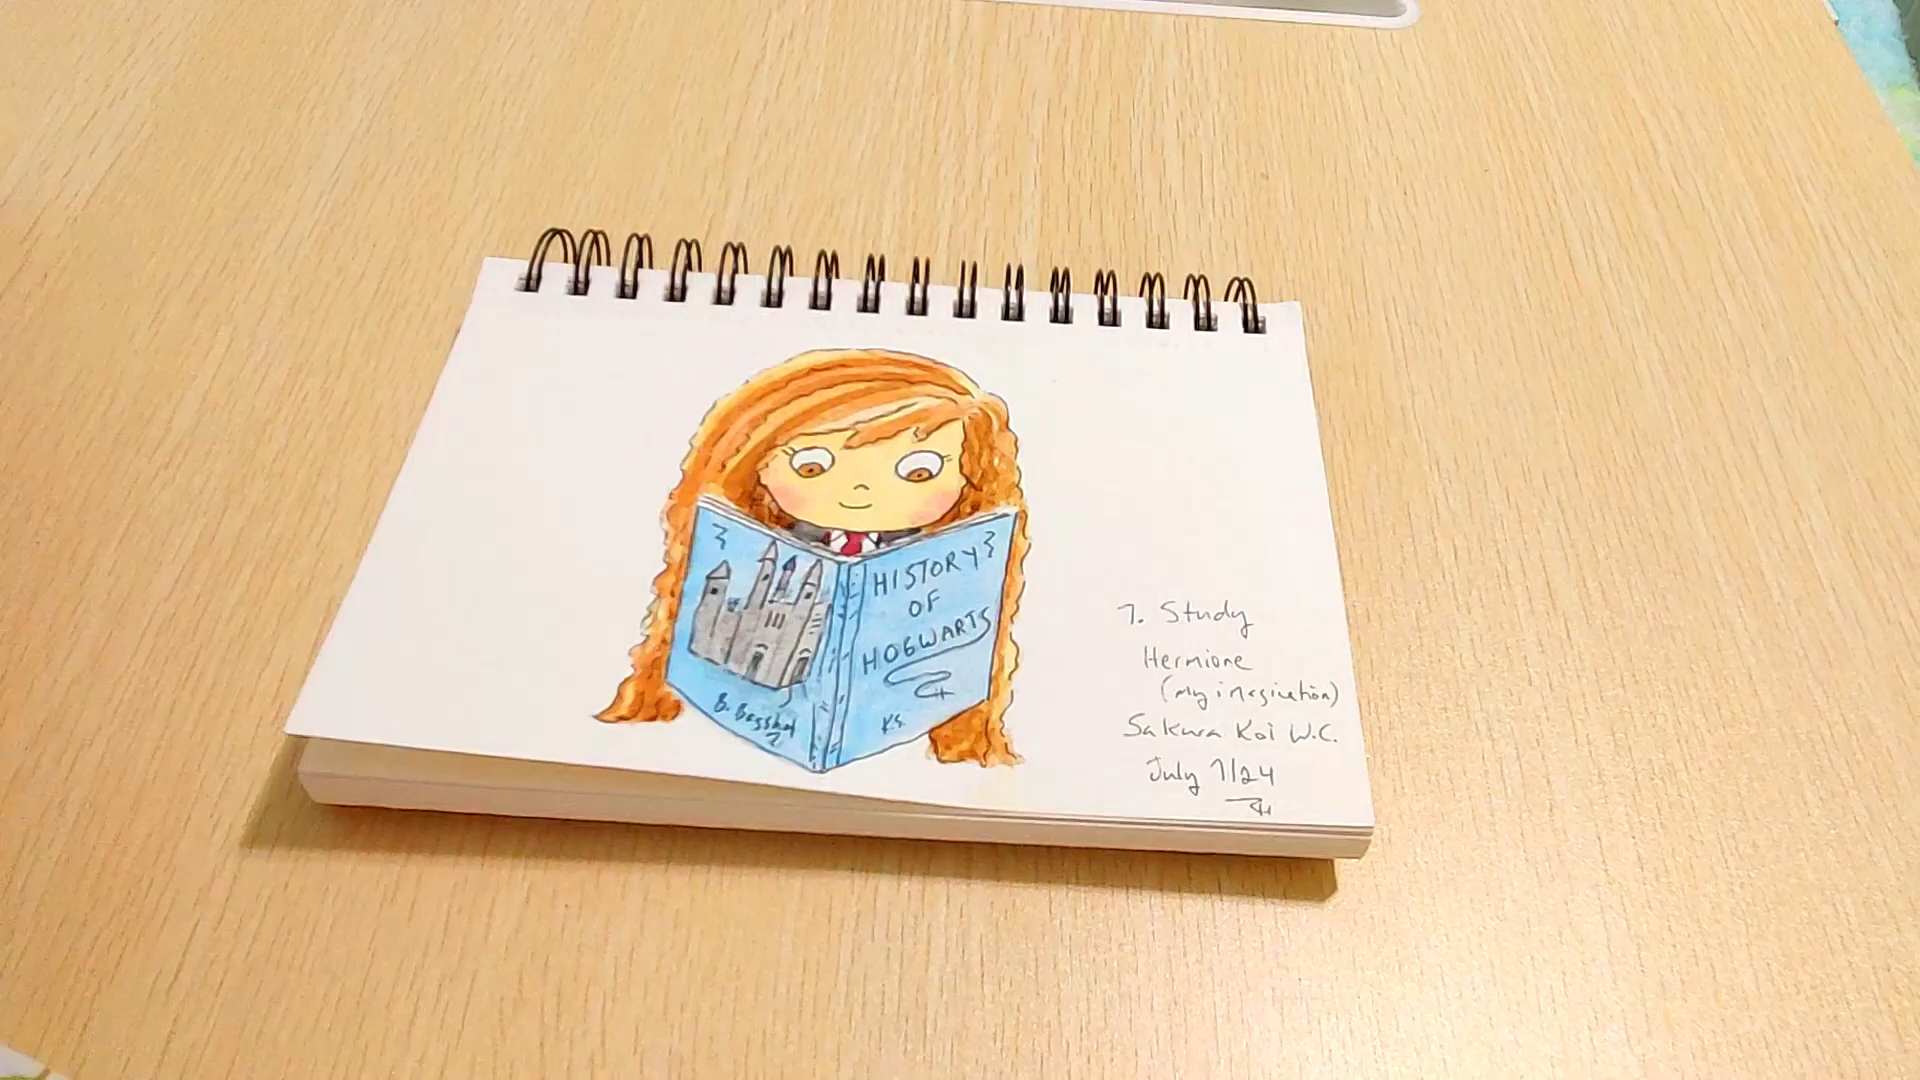 HISTORY
OF
HOGWARTS
B. Bagshot
K.S.
7. Study
Hermione
(my imagination)
Sakura Koi W.C.
July 7/24